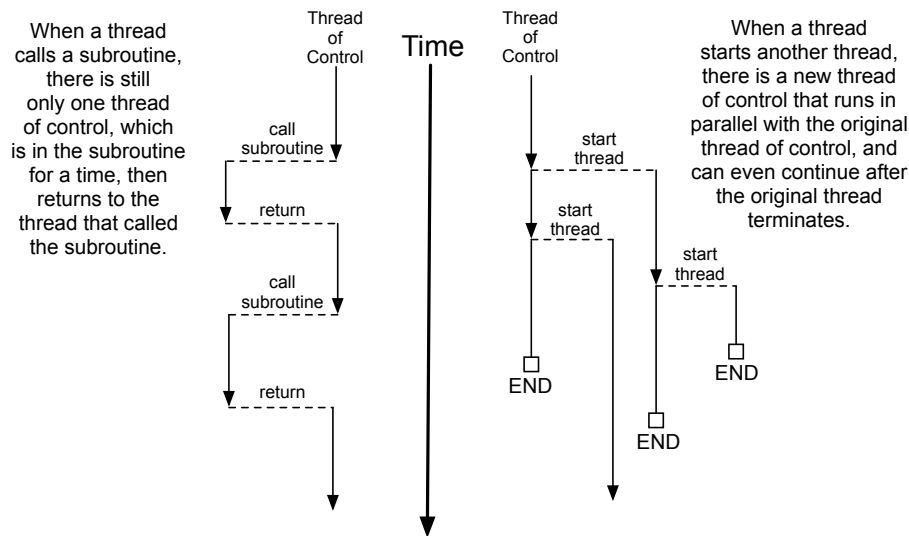 When a thread
calls a subroutine,
there is still
only one thread
of control, which
is in the subroutine
for a time, then
returns to the
thread that called
the subroutine.
Thread
of
Control
call
subroutine
return
call
subroutine
return
Time
Thread
of
Control
start
thread
start
thread
start
thread
END
END
END
When a thread
starts another thread,
there is a new thread
of control that runs in
parallel with the original
thread of control, and
can even continue after
the original thread
terminates.